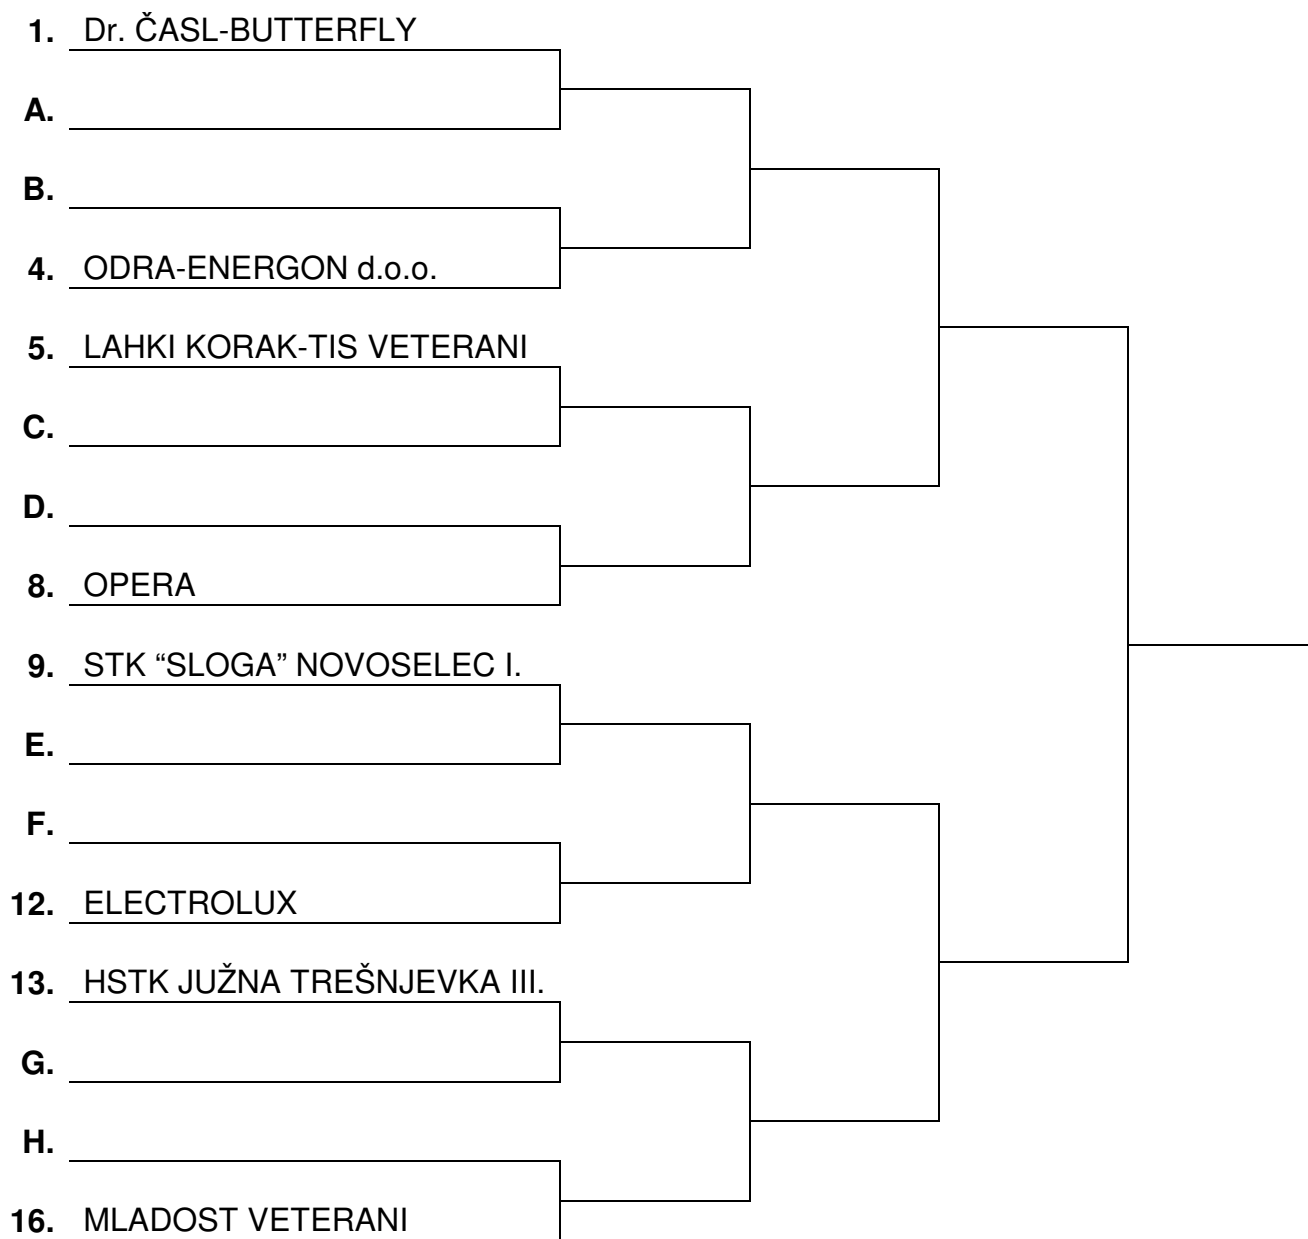 1. Dr. ČASL-BUTTERFLY
A.
B.
4. ODRA-ENERGON d.o.o.
5. LAHKI KORAK-TIS VETERANI
C.
D.
8. OPERA
9. STK “SLOGA” NOVOSELEC I.
E.
F.
12. ELECTROLUX
13. HSTK JUŽNA TREŠNJEVKA III.
G.
H.
16. MLADOST VETERANI